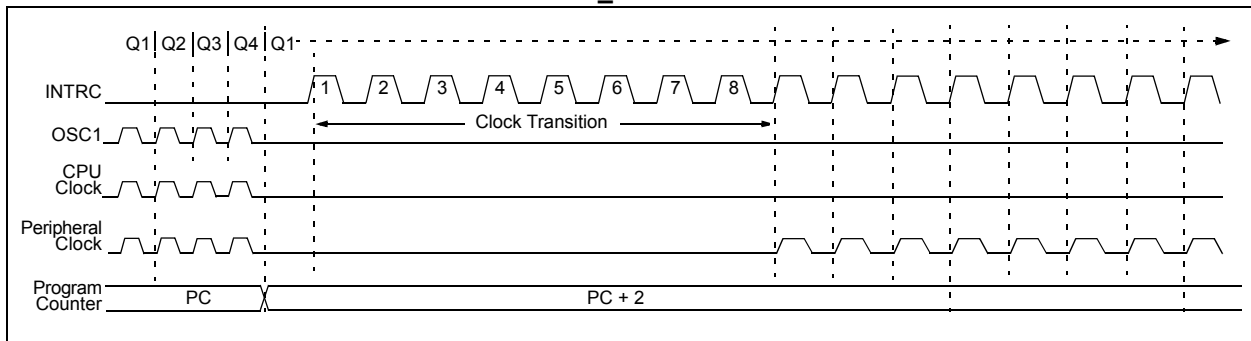 Q1 Q2 Q3 Q4 Q1
INTRC
1 2 3 4 5 6 7 8
Clock Transition
OSC1
CPU
Clock
Peripheral
Clock
Program
Counter
PC
PC + 2